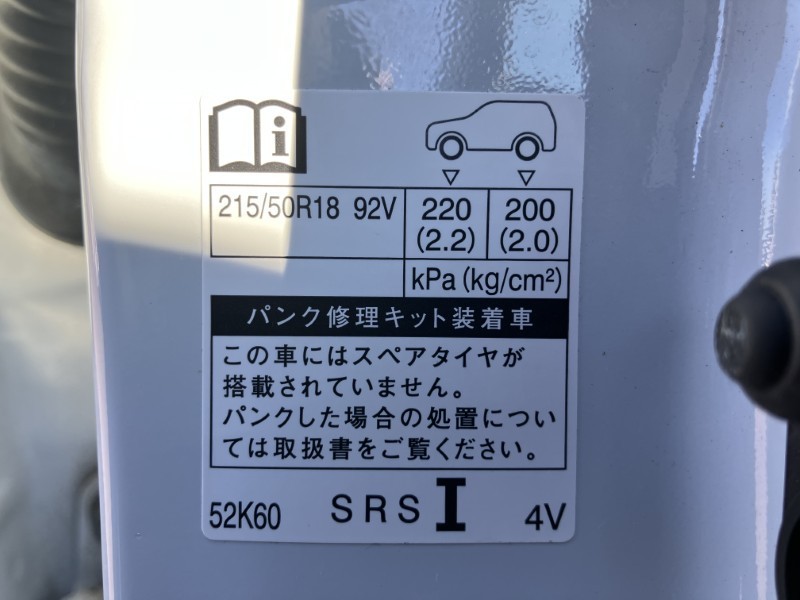 i
215/50R18 92V 220 200
(2.2) (2.0)
kPa (kg/cm²)
パンク修理キット装着車
この車にはスペアタイヤが
搭載されていません。
パンクした場合の処置につい
ては取扱書をご覧ください。
52K60 SRS I 4V